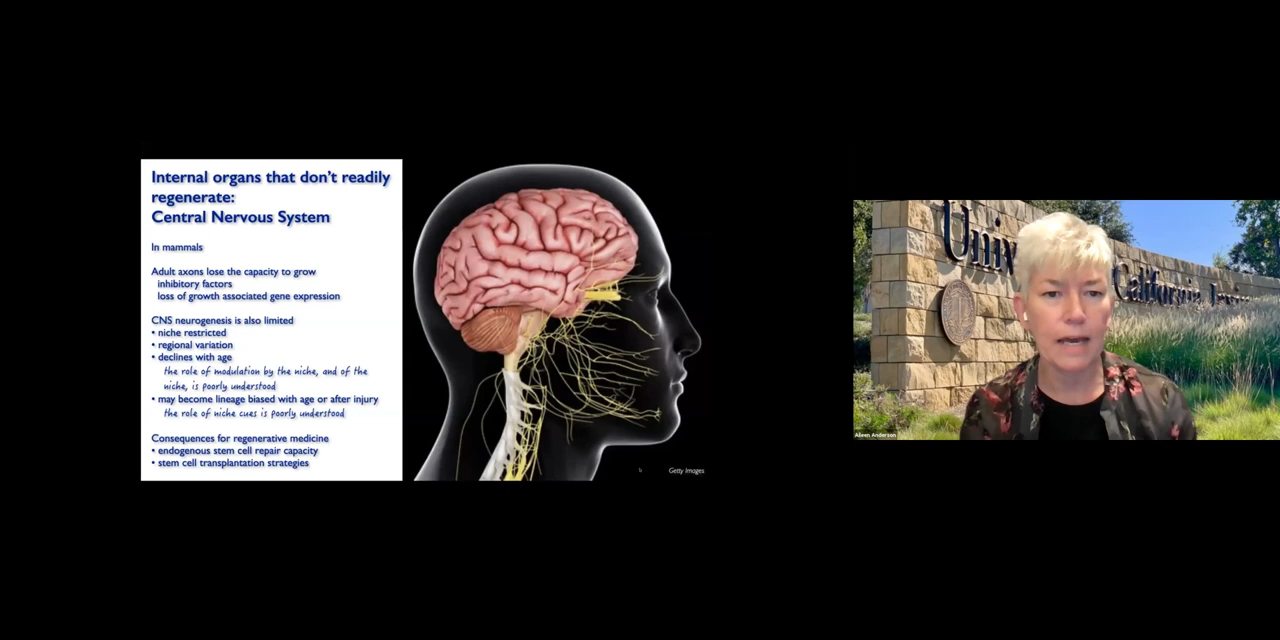 Internal organs that don't readily
regenerate:
Central Nervous System
In mammals
Adult axons lose the capacity to grow
inhibitory factors
loss of growth associated gene expression
CNS neurogenesis is also limited
• niche restricted
• regional variation
• declines with age
the role of modulation by the niche, and of the
niche, is poorly understood
• may become lineage biased with age or after injury
the role of niche cues is poorly understood
Consequences for regenerative medicine
• endogenous stem cell repair capacity
• stem cell transplantation strategies
Getty Images
California
Aileen Anderson